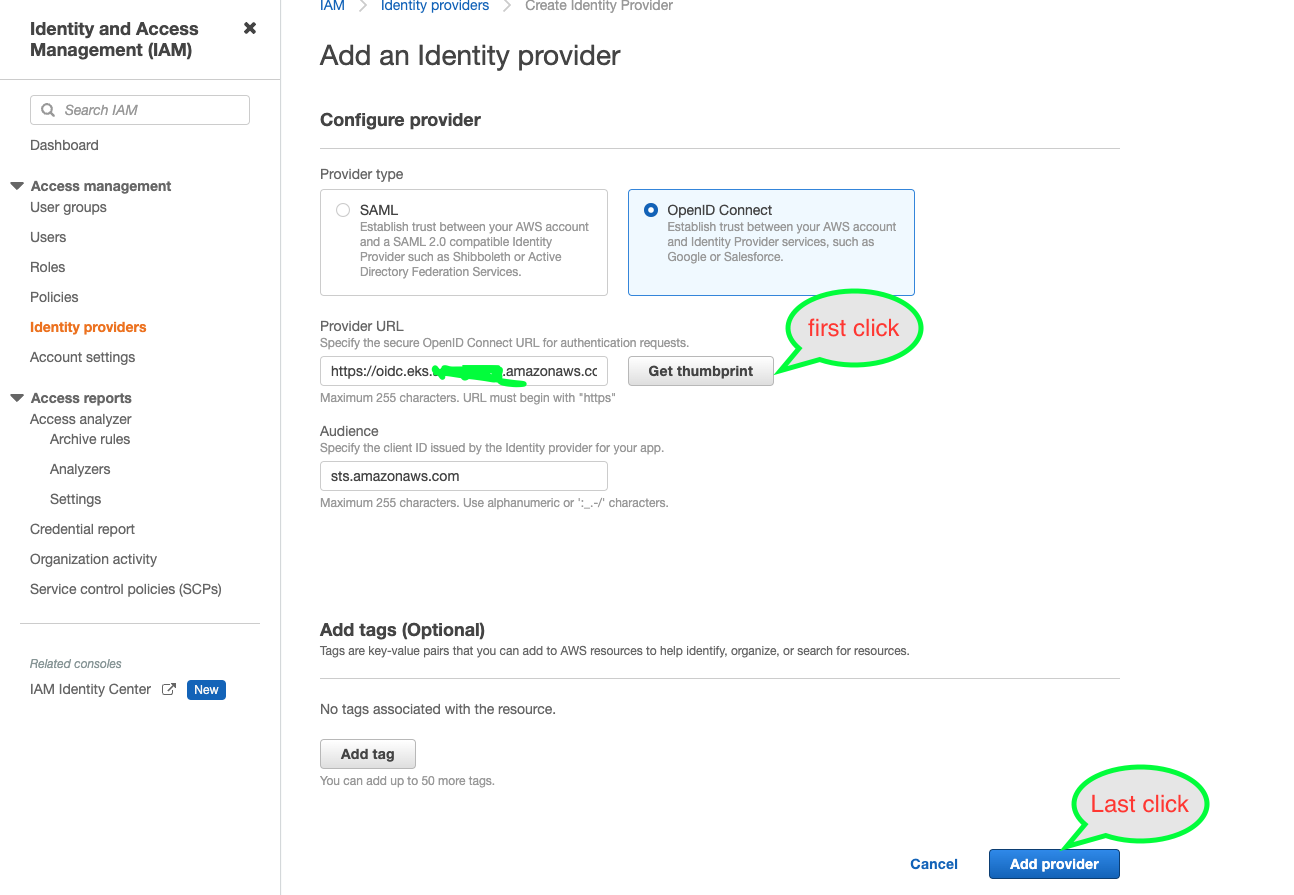 Identity and Access
Management (IAM)
Search IAM
Dashboard
Access management
User groups
Users
Roles
Policies
Identity providers
Account settings
Access reports
Access analyzer
Archive rules
Analyzers
Settings
Credential report
Organization activity
Service control policies (SCPs)
Related consoles
IAM Identity Center
New
IAM
Identity providers
Create Identity Provider
Add an Identity provider
Configure provider
Provider type
SAML
Establish trust between your AWS account
and a SAML 2.0 compatible Identity
Provider such as Shibboleth or Active
Directory Federation Services.
OpenID Connect
Establish trust between your AWS account
and Identity Provider services, such as
Google or Salesforce.
first click
Provider URL
Specify the secure OpenID Connect URL for authentication requests.
https://oidc.eks. .amazonaws.cc
Get thumbprint
Maximum 255 characters. URL must begin with "https"
Audience
Specify the client ID issued by the Identity provider for your app.
sts.amazonaws.com
Maximum 255 characters. Use alphanumeric or ':_.-/' characters.
Add tags (Optional)
Tags are key-value pairs that you can add to AWS resources to help identify, organize, or search for resources.
No tags associated with the resource.
Add tag
You can add up to 50 more tags.
Last click
Cancel
Add provider